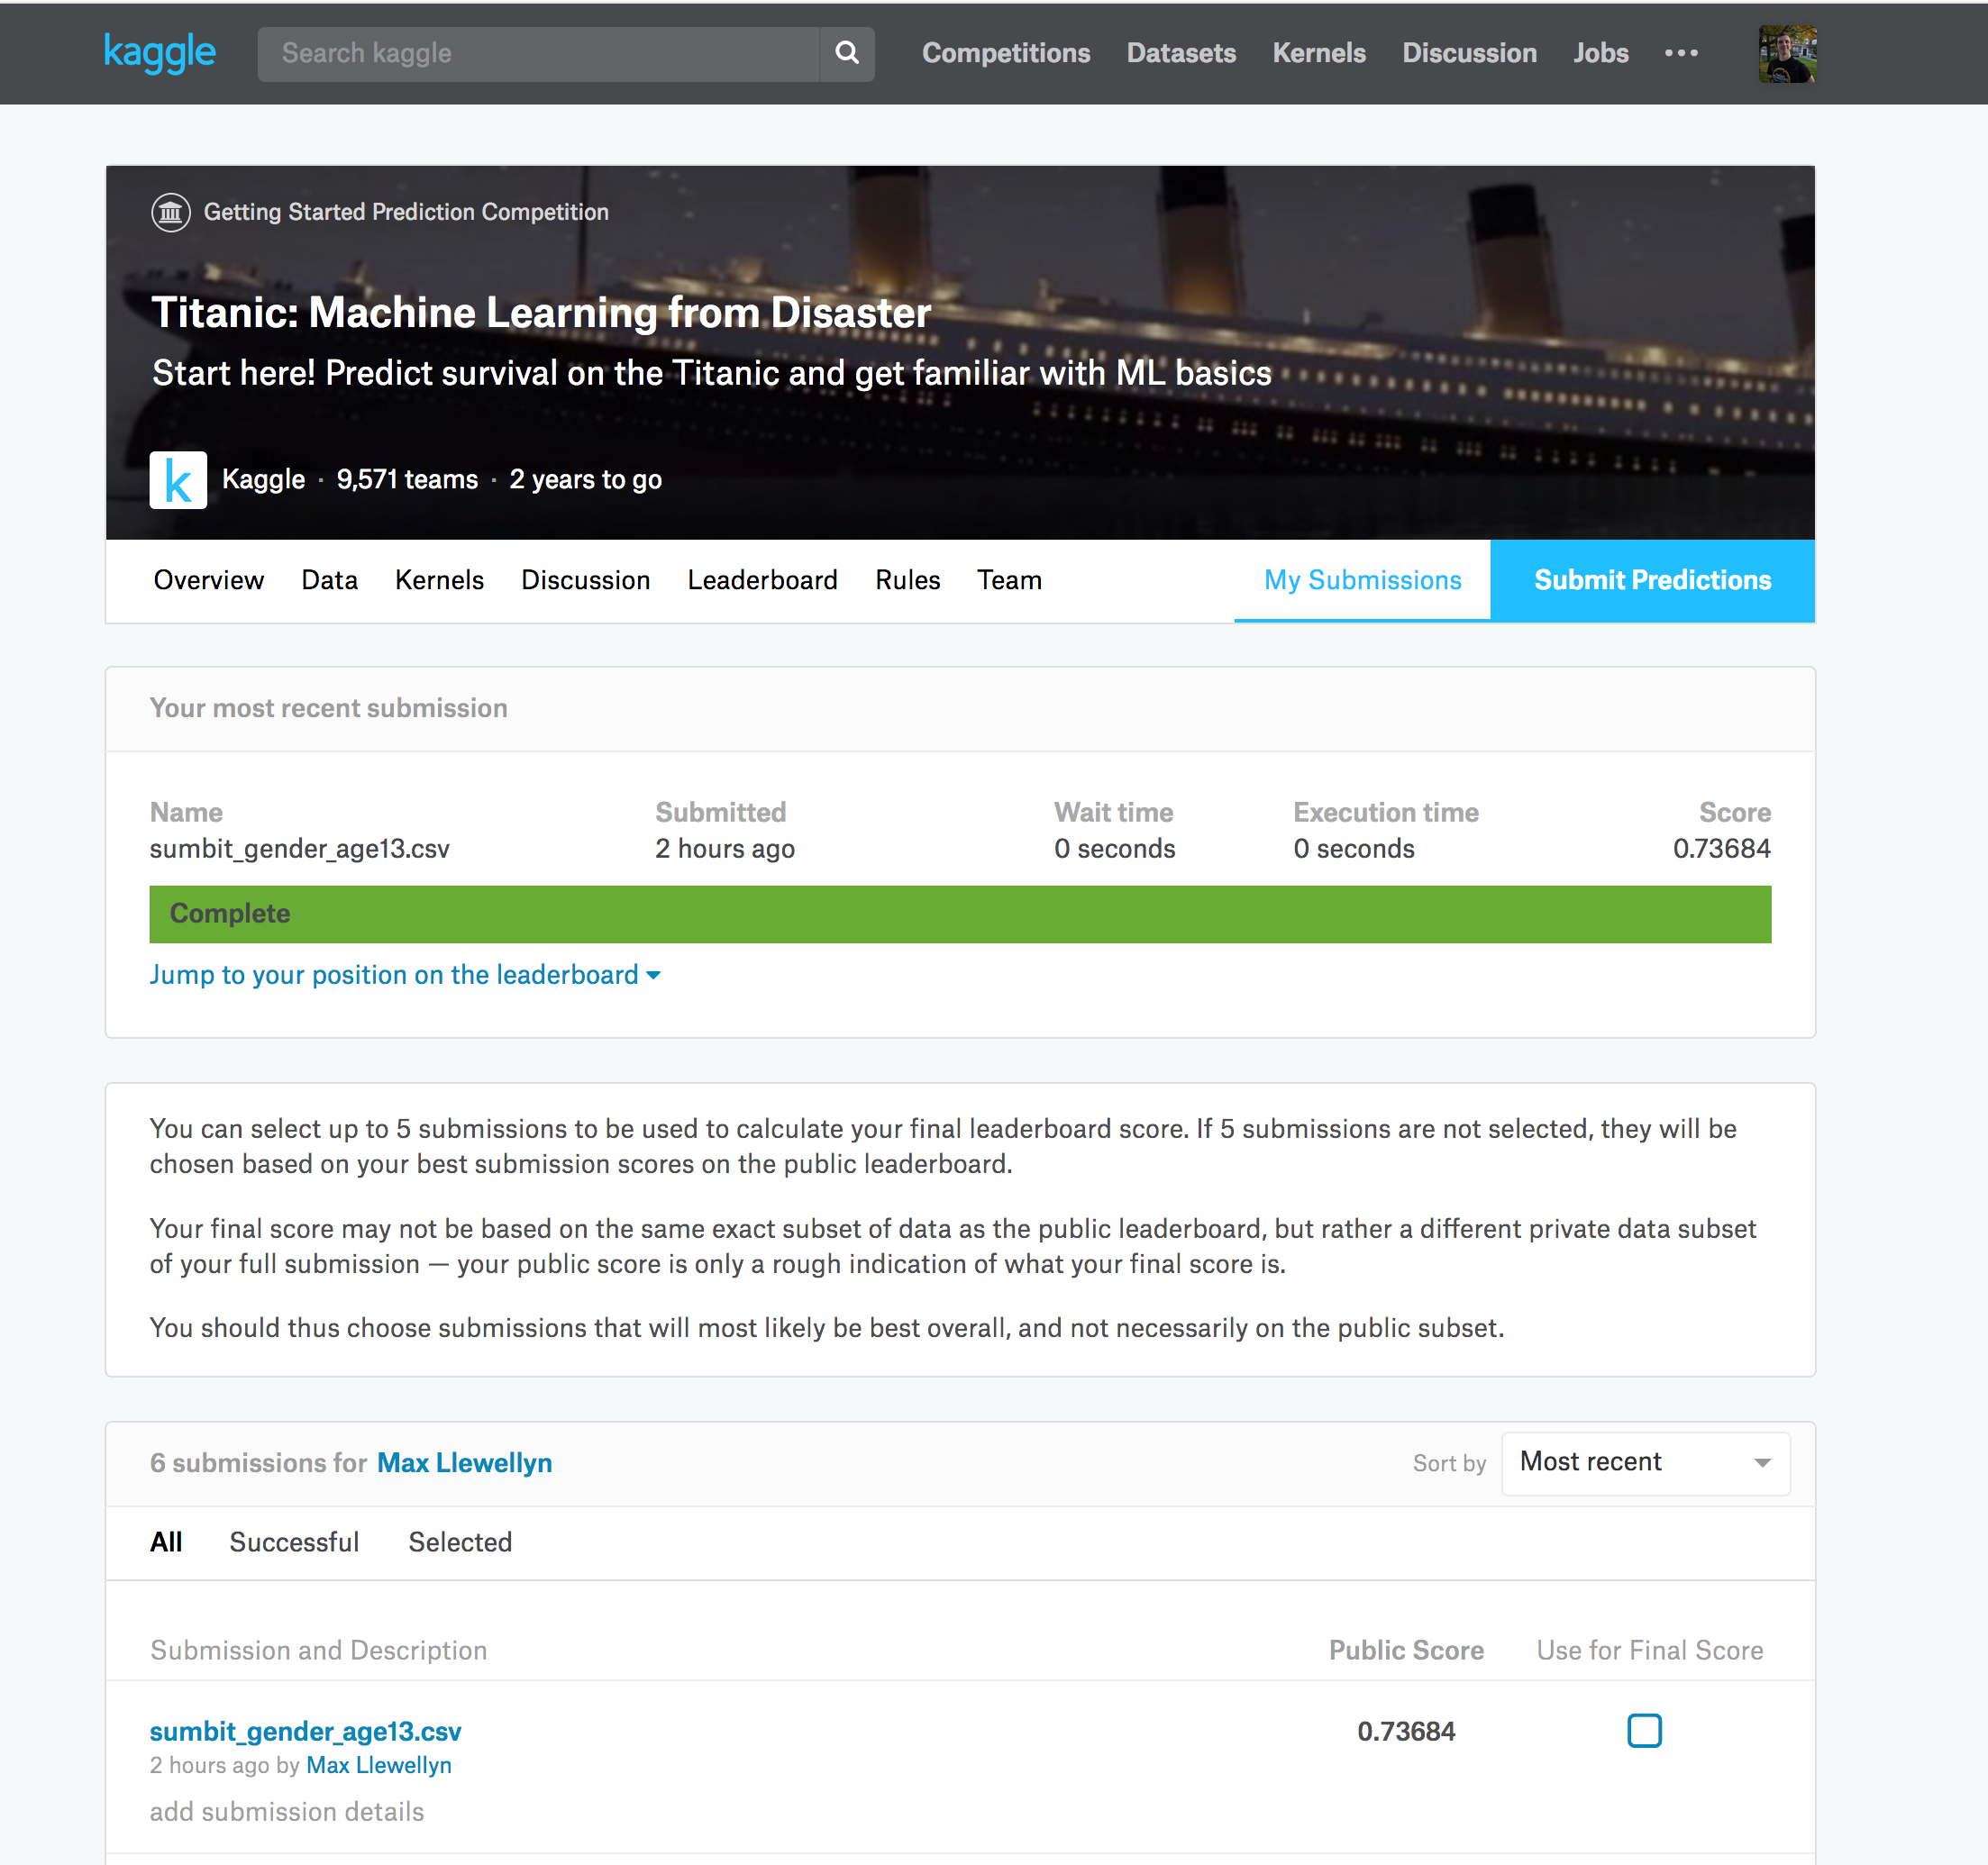 kaggle
Search kaggle
Competitions
Datasets
Kernels
Discussion
Jobs
Getting Started Prediction Competition
Titanic: Machine Learning from Disaster
Start here! Predict survival on the Titanic and get familiar with ML basics
k
Kaggle · 9,571 teams · 2 years to go
Overview
Data
Kernels
Discussion
Leaderboard
Rules
Team
My Submissions
Submit Predictions
Your most recent submission
Name Submitted Wait time Execution time Score
sumbit_gender_age13.csv 2 hours ago 0 seconds 0 seconds 0.73684
Complete
Jump to your position on the leaderboard
You can select up to 5 submissions to be used to calculate your final leaderboard score. If 5 submissions are not selected, they will be
chosen based on your best submission scores on the public leaderboard.
Your final score may not be based on the same exact subset of data as the public leaderboard, but rather a different private data subset
of your full submission — your public score is only a rough indication of what your final score is.
You should thus choose submissions that will most likely be best overall, and not necessarily on the public subset.
6 submissions for Max Llewellyn
Sort by Most recent
All Successful Selected
Submission and Description Public Score Use for Final Score
sumbit_gender_age13.csv 0.73684
2 hours ago by Max Llewellyn
add submission details